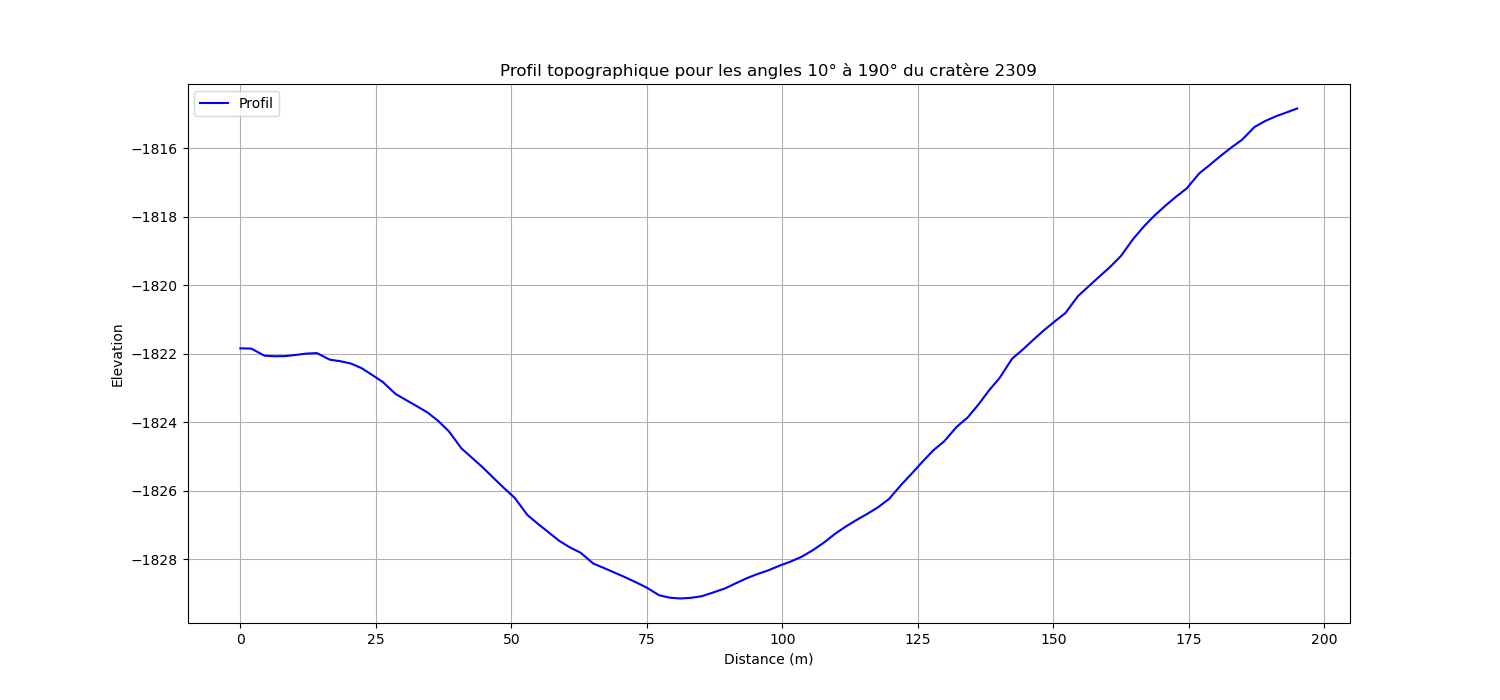 Profil topographique pour les angles 10° à 190° du cratère 2309
Profil
−1816
−1818
−1820
−1822
−1824
−1826
−1828
Elevation
0 25 50 75 100 125 150 175 200
Distance (m)